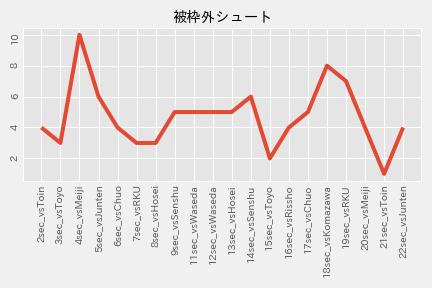 被枠外シュート
10
8
6
4
2
2sec_vsToin
3sec_vsToyo
4sec_vsMeiji
5sec_vsJunten
6sec_vsChuo
7sec_vsRKU
8sec_vsHosei
9sec_vsSenshu
11sec_vsWaseda
12sec_vsWaseda
13sec_vsHosei
14sec_vsSenshu
15sec_vsToyo
16sec_vsRissho
17sec_vsChuo
18sec_vsKomazawa
19sec_vsRKU
20sec_vsMeiji
21sec_vsToin
22sec_vsJunten